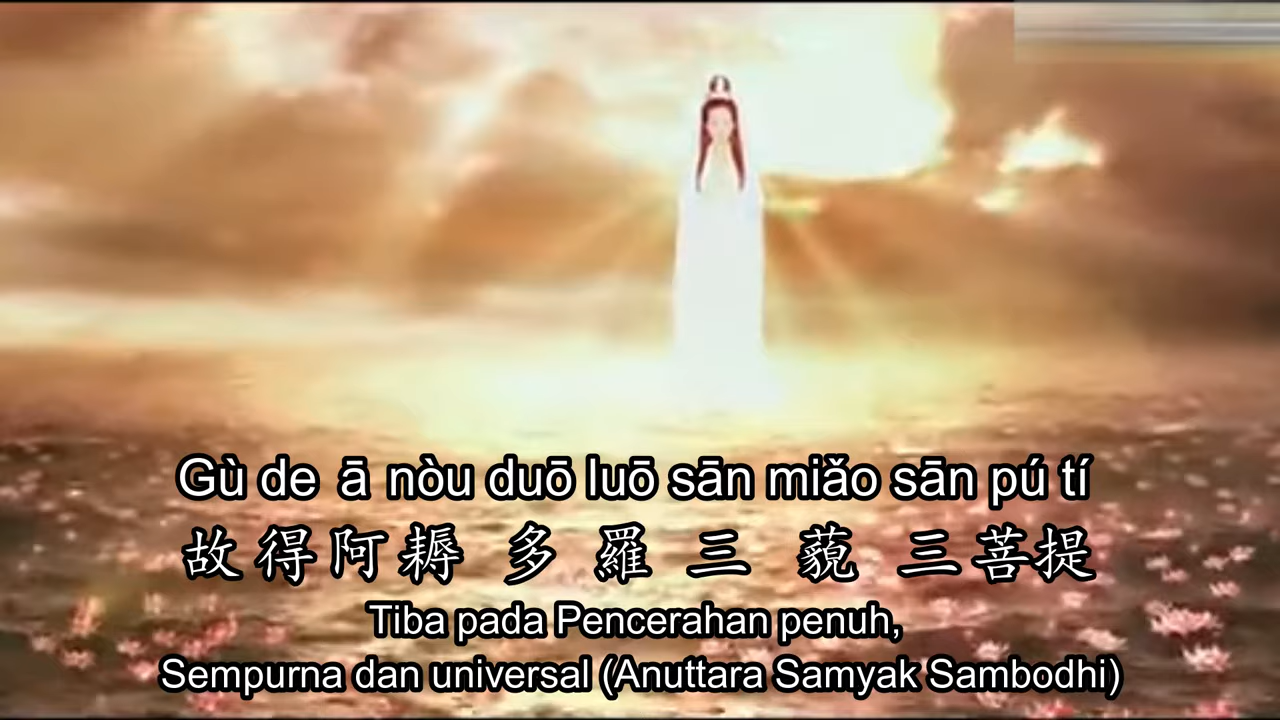 Gù de ā nòu duō luō sān miǎo sān pú tí
故得阿耨多羅三藐三菩提
Tiba pada Pencerahan penuh,
Sempurna dan universal (Anuttara Samyak Sambodhi)